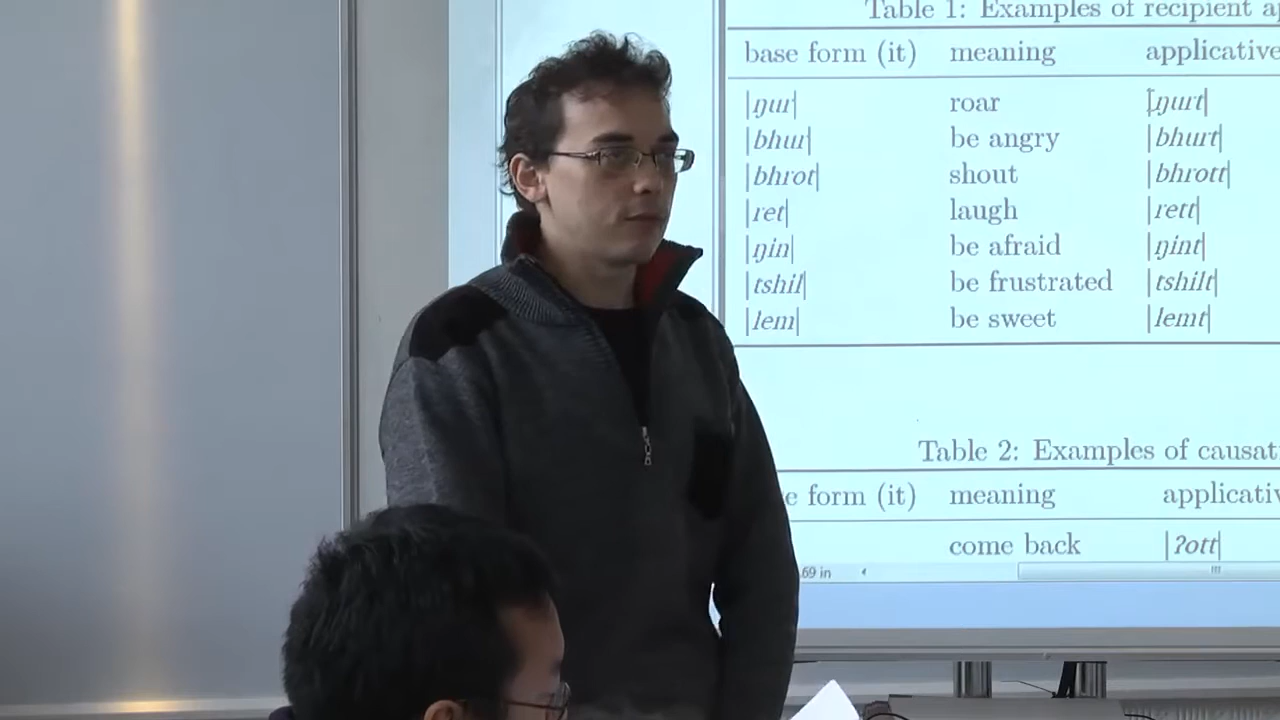 Table 1: Examples of recipient ap
base form (it) meaning applicative
|ŋur| roar |ŋurt|
|bhur| be angry |bhurt|
|bhrot| shout |bhrott|
|ret| laugh |rett|
|ŋin| be afraid |ŋint|
|tshil| be frustrated |tshilt|
|lem| be sweet |lemt|
Table 2: Examples of causati
e form (it) meaning applicativ
come back |ʔott|
.69 in